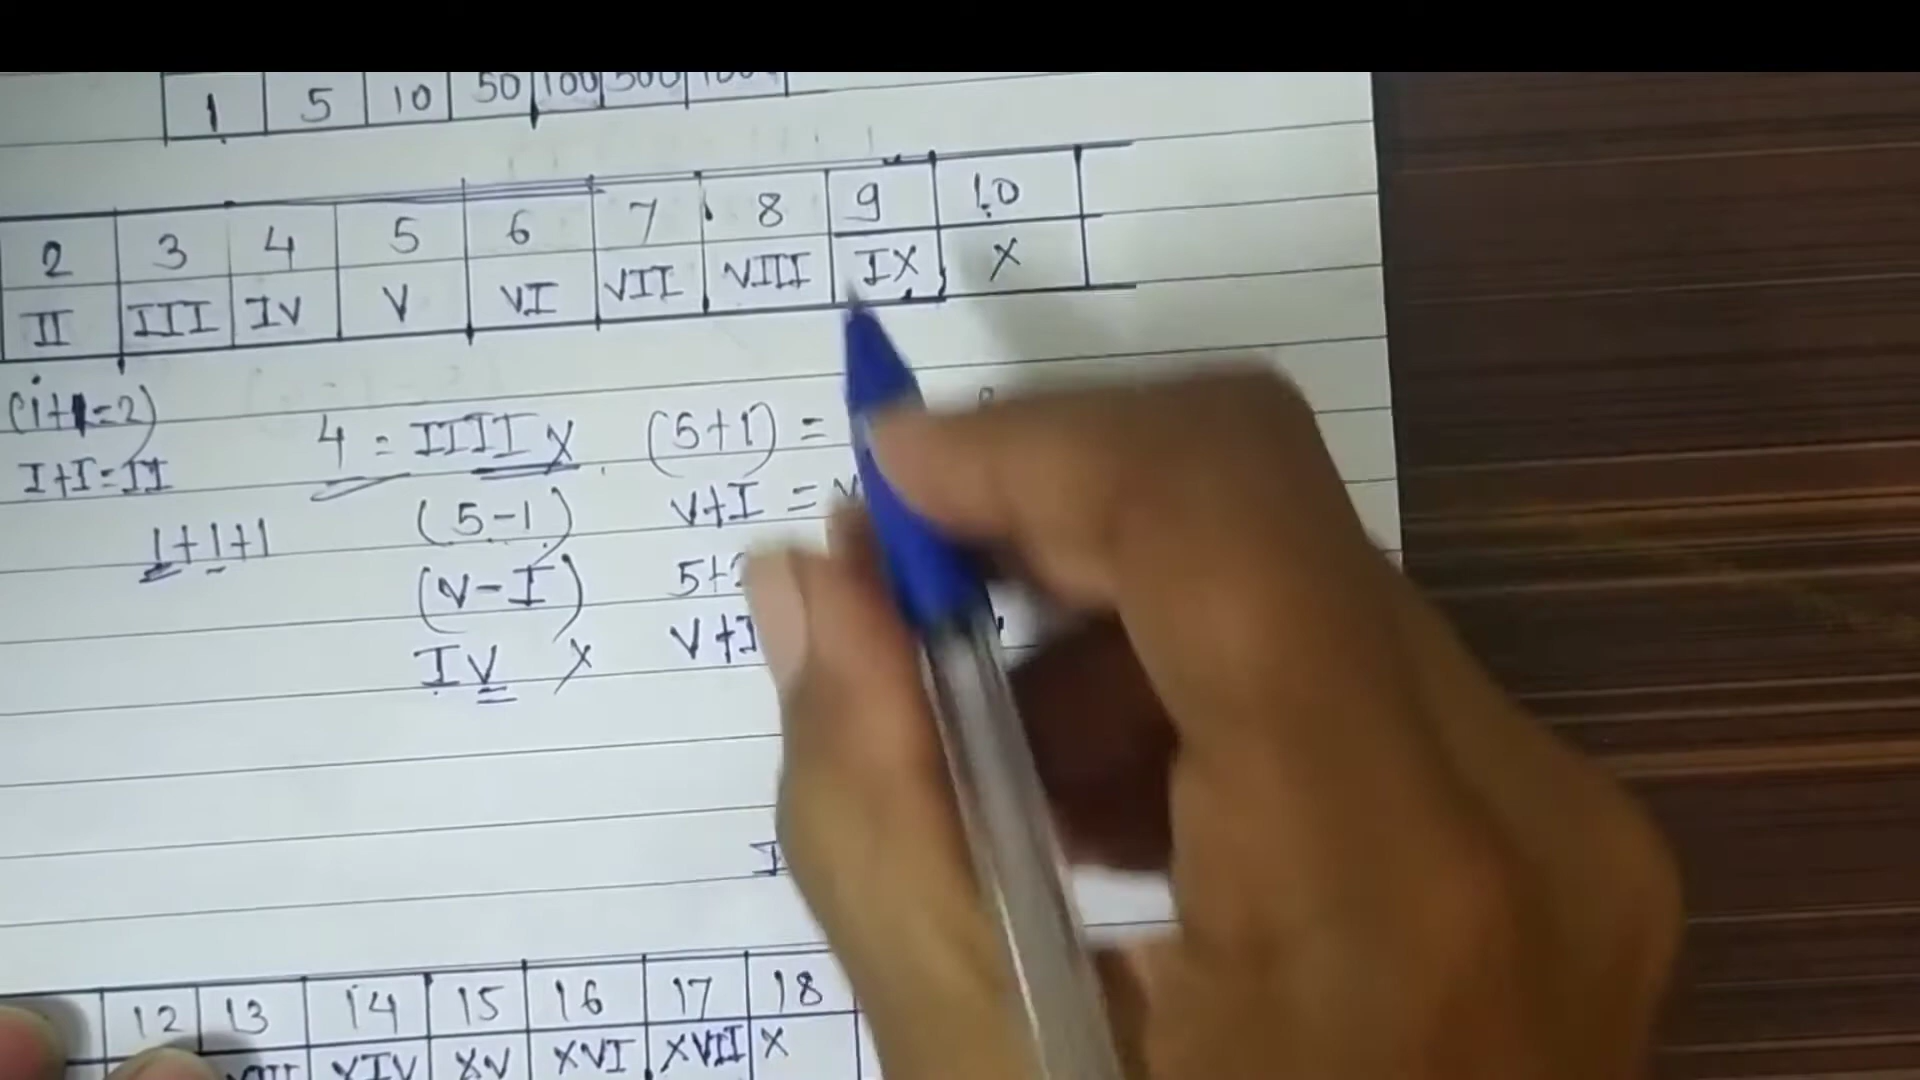 1 5 10 50 100 500
2 3 4 5 6 7 8 9 10
II III IV V VI VII VIII IX X
(1+1=2) 4 = IIII X (5+1) =
I+I=II (5-1) V+I =
1+1+1 (V-I) 5+
IV X V+I
I
12 13 14 15 16 17 18
XIV XV XVI XVII X